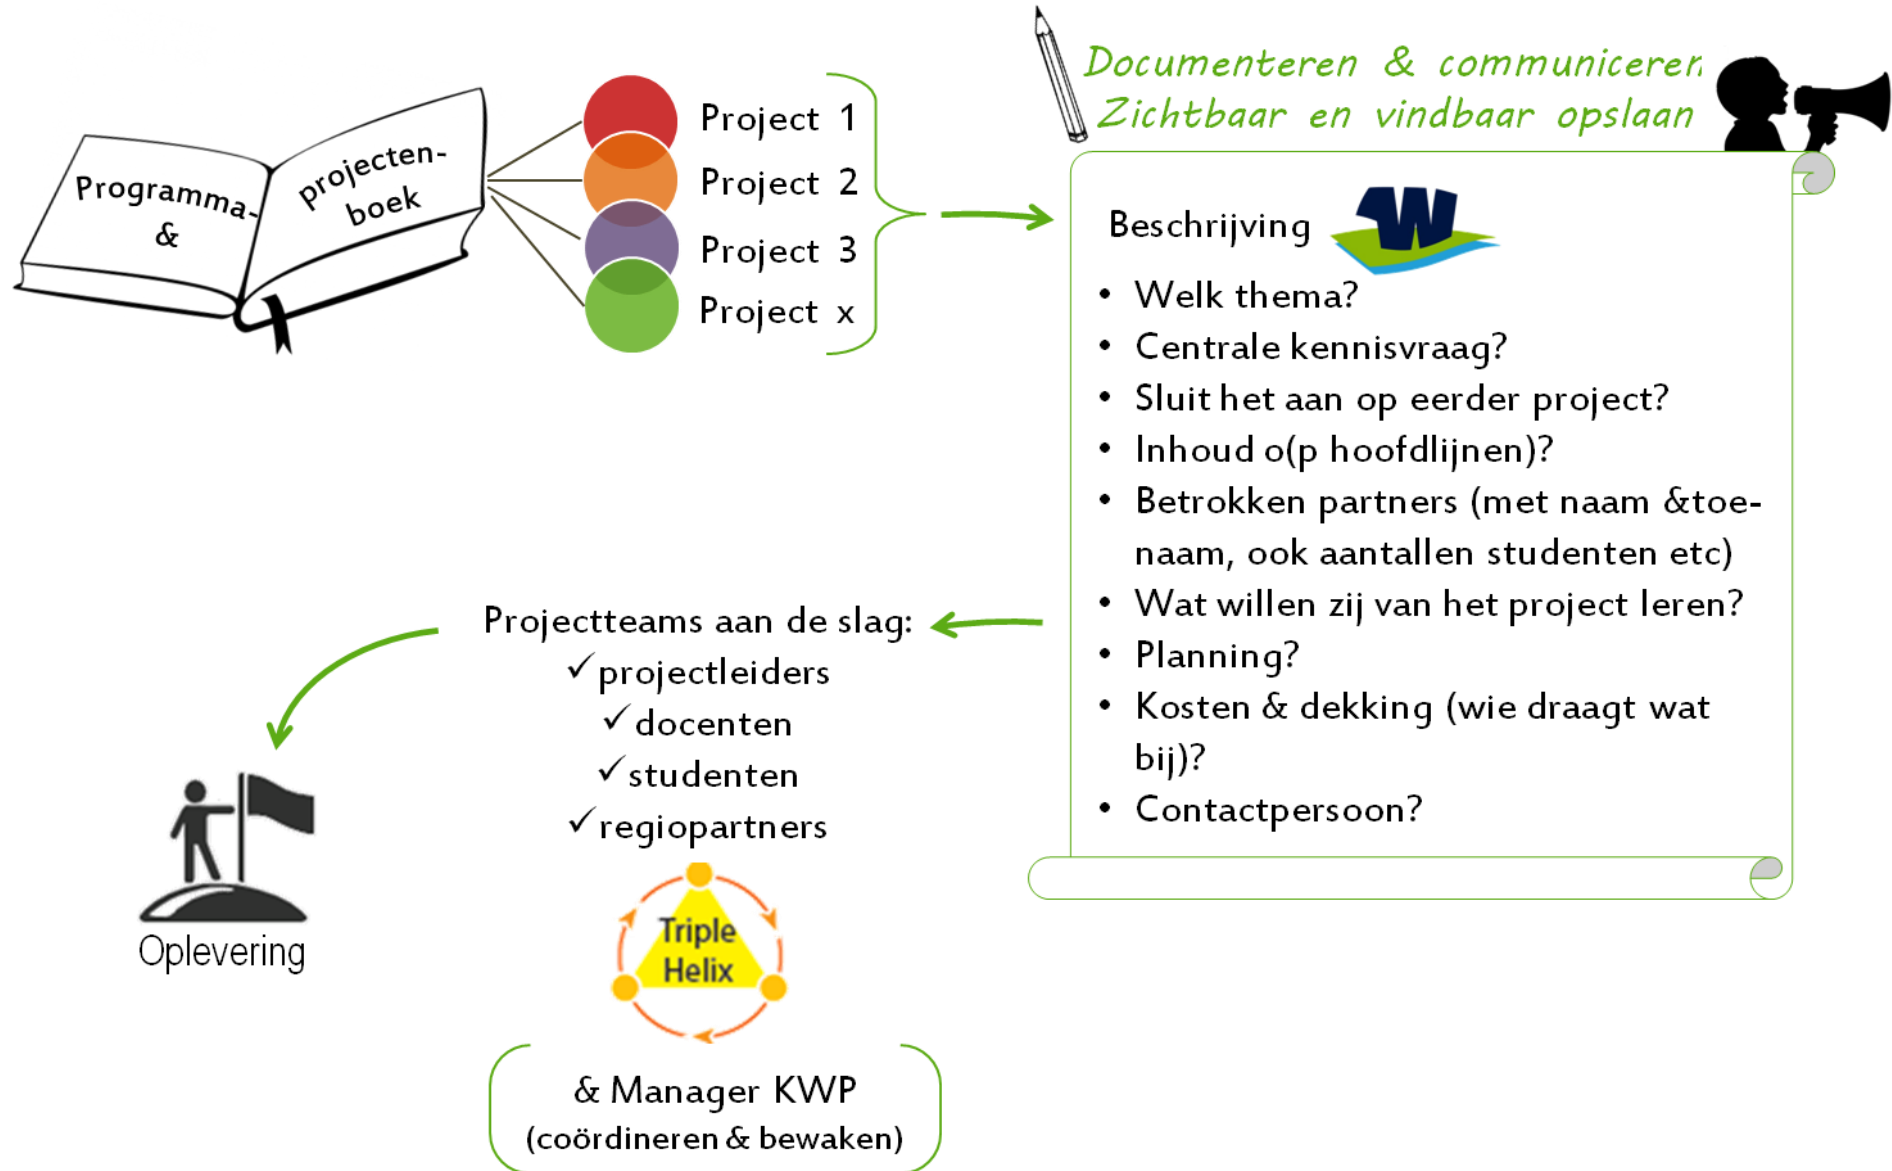 Programma-
&
projecten-
boek
Project 1
Project 2
Project 3
Project x
Documenteren & communiceren
Zichtbaar en vindbaar opslaan
Beschrijving
W
• Welk thema?
• Centrale kennisvraag?
• Sluit het aan op eerder project?
• Inhoud o(p hoofdlijnen)?
• Betrokken partners (met naam &toe-
naam, ook aantallen studenten etc)
• Wat willen zij van het project leren?
• Planning?
• Kosten & dekking (wie draagt wat
bij)?
• Contactpersoon?
Projectteams aan de slag:
✓projectleiders
✓docenten
✓studenten
✓regiopartners
Triple
Helix
& Manager KWP
(coördineren & bewaken)
Oplevering